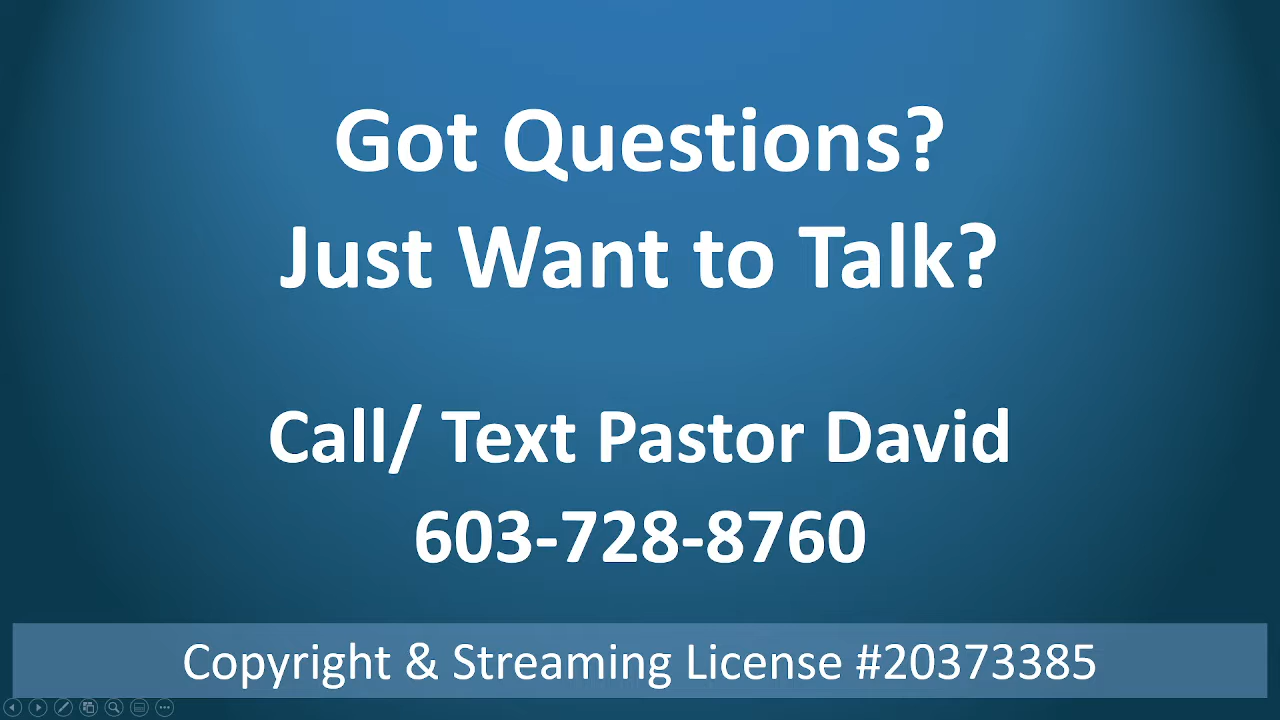 Got Questions?
Just Want to Talk?
Call/ Text Pastor David
603-728-8760
Copyright & Streaming License #20373385